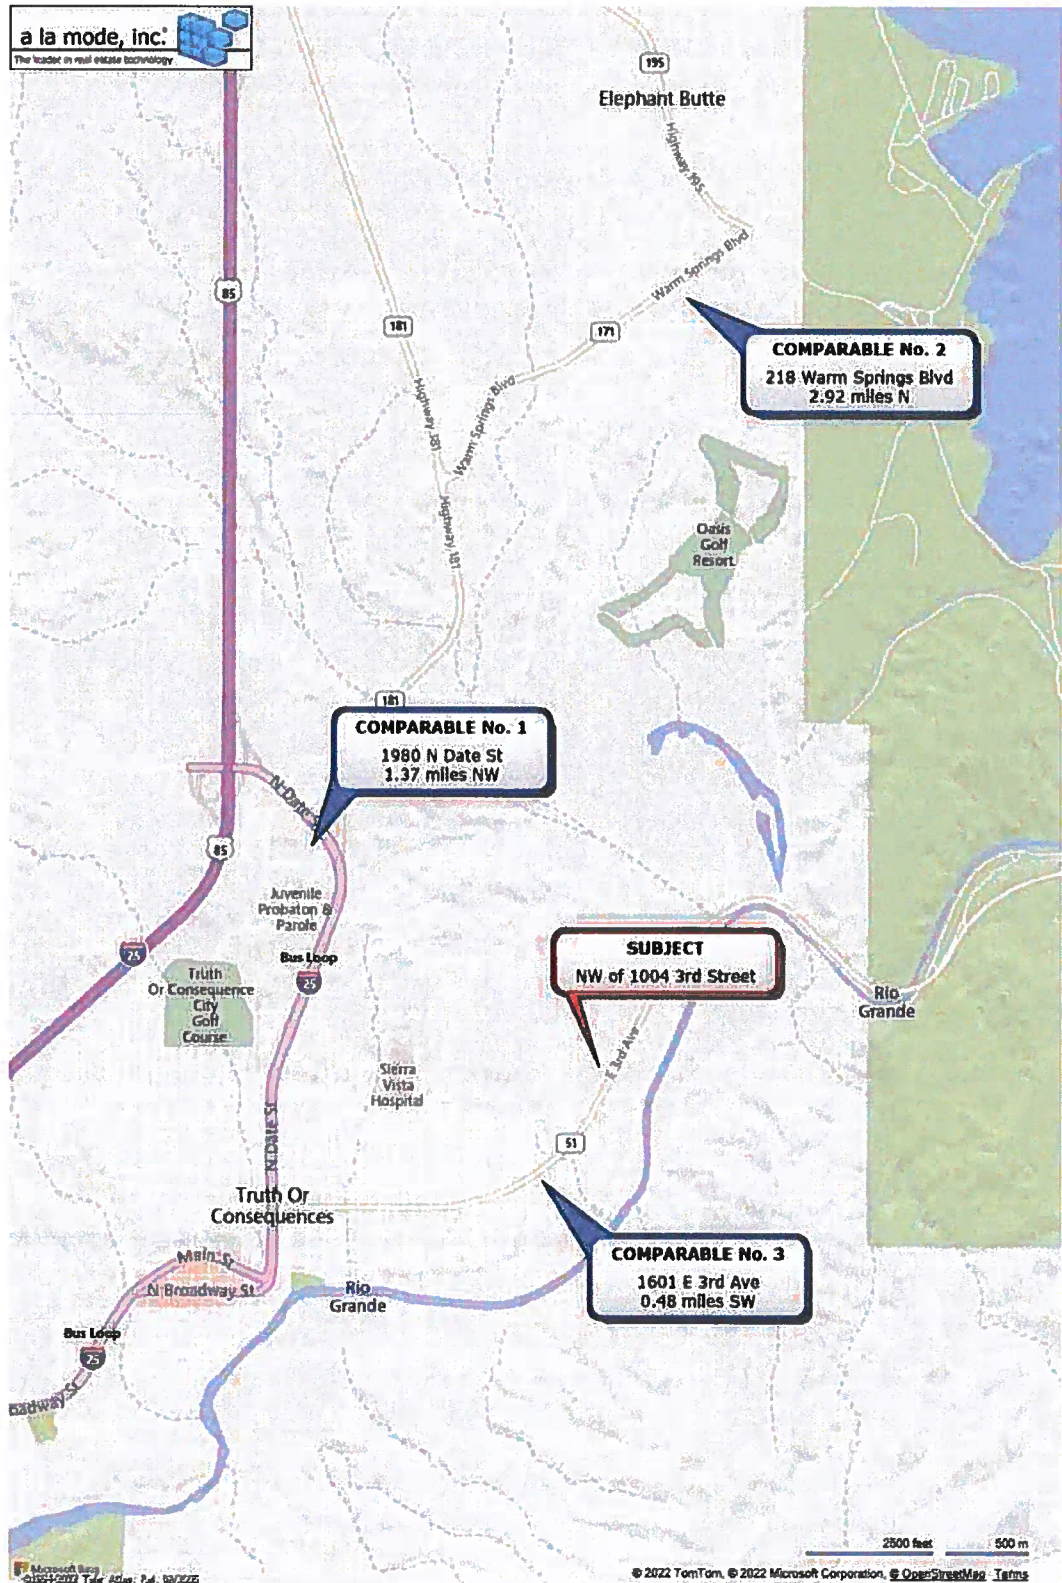 a la mode, inc.
The leader in real estate technology
195
Elephant Butte
Highway 195
Warm Springs Blvd
85
181
171
COMPARABLE No. 2
218 Warm Springs Blvd
2.92 miles N
Highway 181
Warm Springs Blvd
Highway 181
Oasis
Golf
Resort
181
COMPARABLE No. 1
1980 N Date St
1.37 miles NW
N Date St
85
Juvenile
Probaton &
Parole
SUBJECT
NW of 1004 3rd Street
25
Bus Loop
25
Truth
Or Consequence
City
Golf
Course
Rio
Grande
E 3rd Ave
Sierra
Vista
Hospital
N Date St
51
Truth Or
Consequences
COMPARABLE No. 3
1601 E 3rd Ave
0.48 miles SW
Main St
N Broadway St
Rio
Grande
Bus Loop
25
oadway St
2500 feet 500 m
Microsoft Bing
© 2022 TomTom, © 2022 Microsoft Corporation, © OpenStreetMap Terms